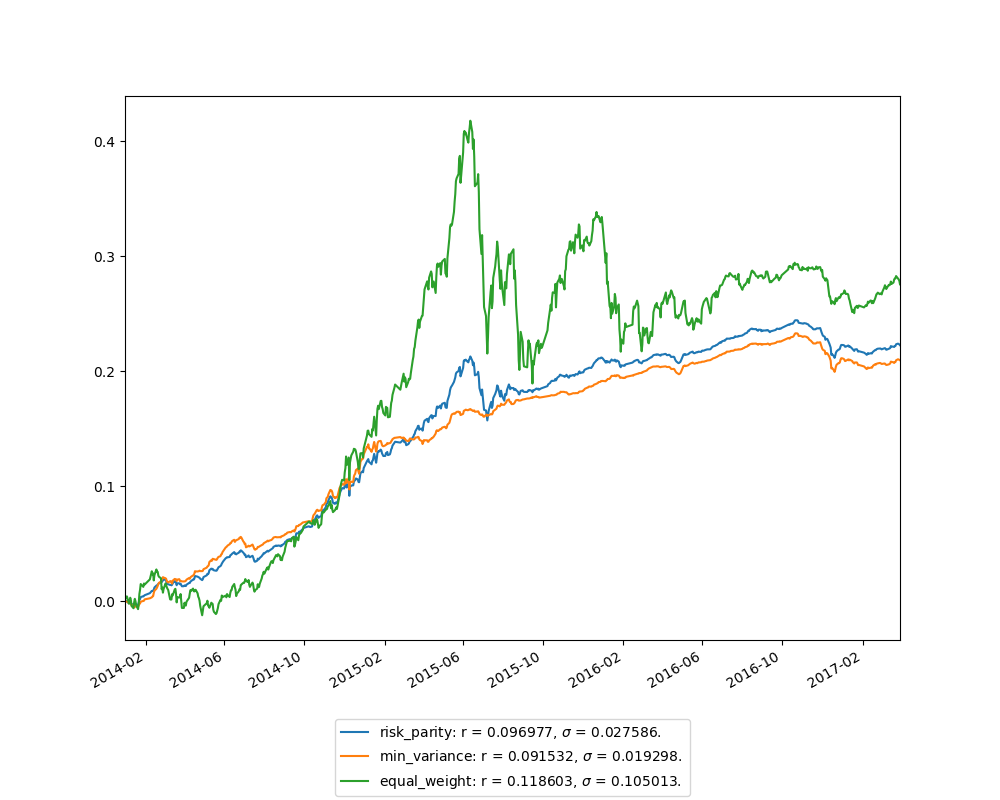 0.4
0.3
0.2
0.1
0.0
2014-02 2014-06 2014-10 2015-02 2015-06 2015-10 2016-02 2016-06 2016-10 2017-02
risk_parity: r = 0.096977, σ = 0.027586.
min_variance: r = 0.091532, σ = 0.019298.
equal_weight: r = 0.118603, σ = 0.105013.